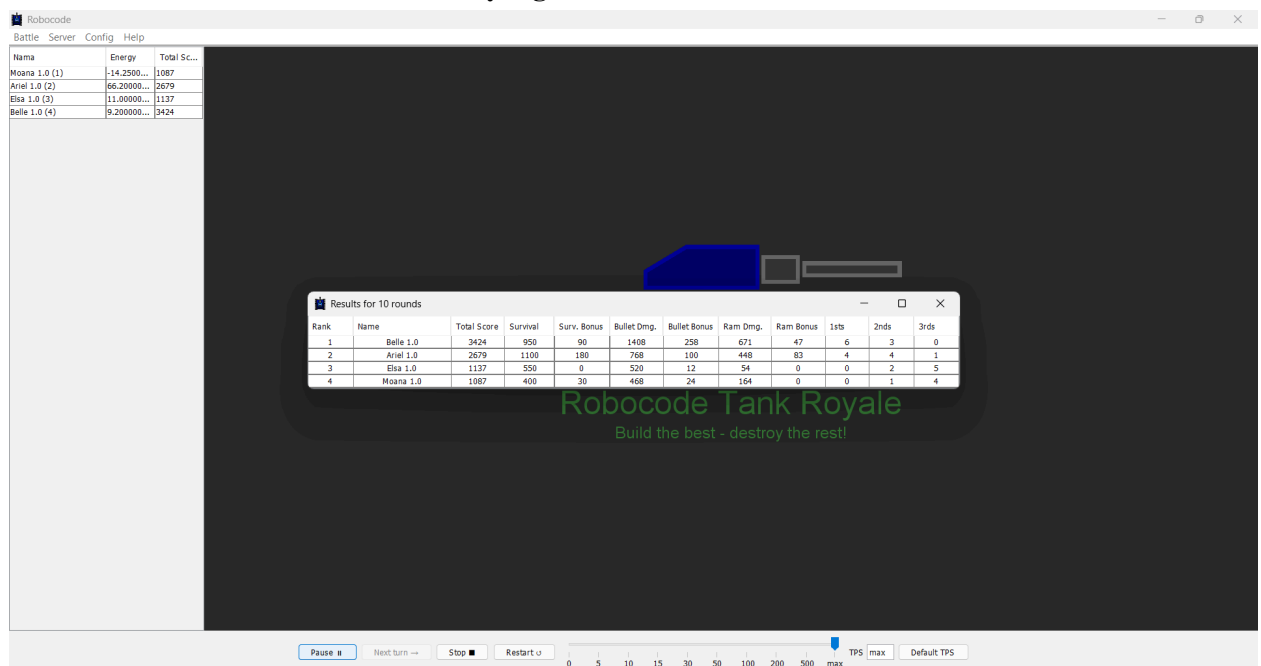 Robocode
Battle Server Config Help
Nama Energy Total Sc...
Moana 1.0 (1) -14.2500... 1087
Ariel 1.0 (2) 66.20000... 2679
Elsa 1.0 (3) 11.00000... 1137
Belle 1.0 (4) 9.200000... 3424
Results for 10 rounds
Rank Name Total Score Survival Surv. Bonus Bullet Dmg. Bullet Bonus Ram Dmg. Ram Bonus 1sts 2nds 3rds
1 Belle 1.0 3424 950 90 1408 258 671 47 6 3 0
2 Ariel 1.0 2679 1100 180 768 100 448 83 4 4 1
3 Elsa 1.0 1137 550 0 520 12 54 0 0 2 5
4 Moana 1.0 1087 400 30 468 24 164 0 0 1 4
Robocode Tank Royale
Build the best - destroy the rest!
Pause Next turn → Stop Restart ↺ TPS max Default TPS
0 5 10 15 30 50 100 200 500 max